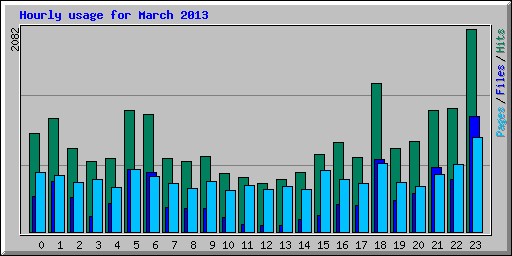 Hourly usage for March 2013
2082
Pages / Files / Hits
0 1 2 3 4 5 6 7 8 9 10 11 12 13 14 15 16 17 18 19 20 21 22 23